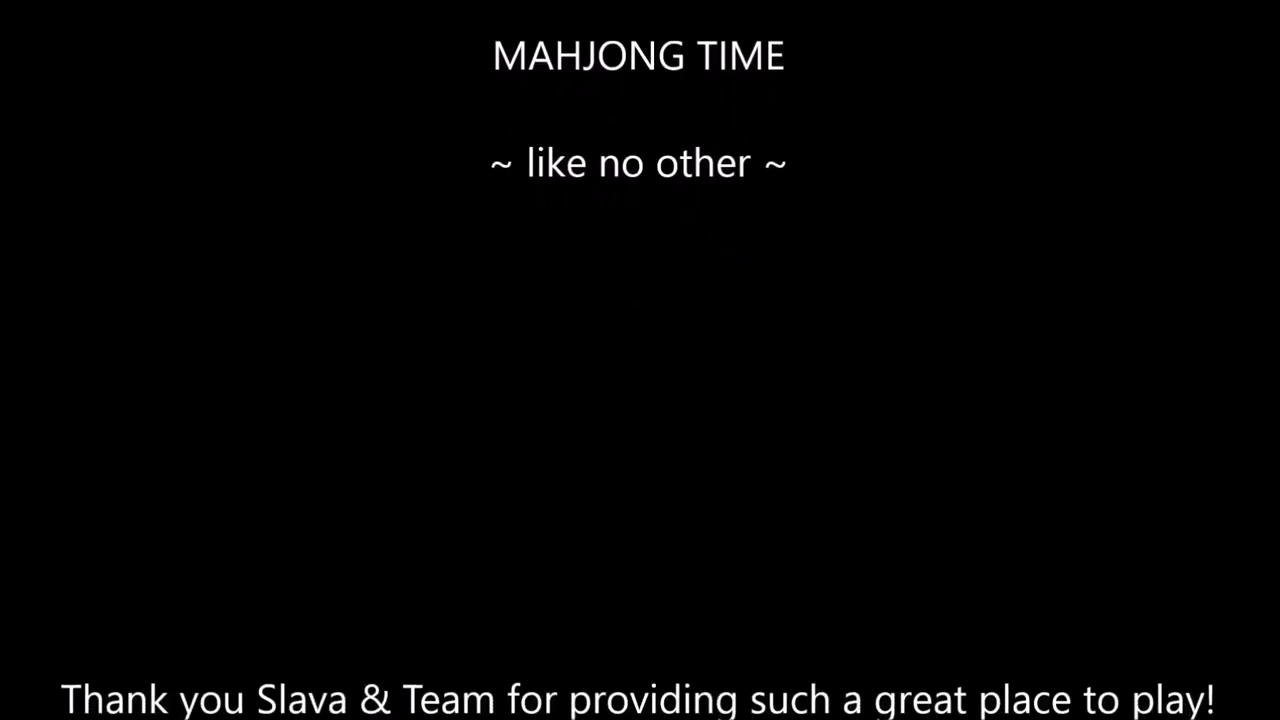 MAHJONG TIME
~ like no other ~
Thank you Slava & Team for providing such a great place to play!